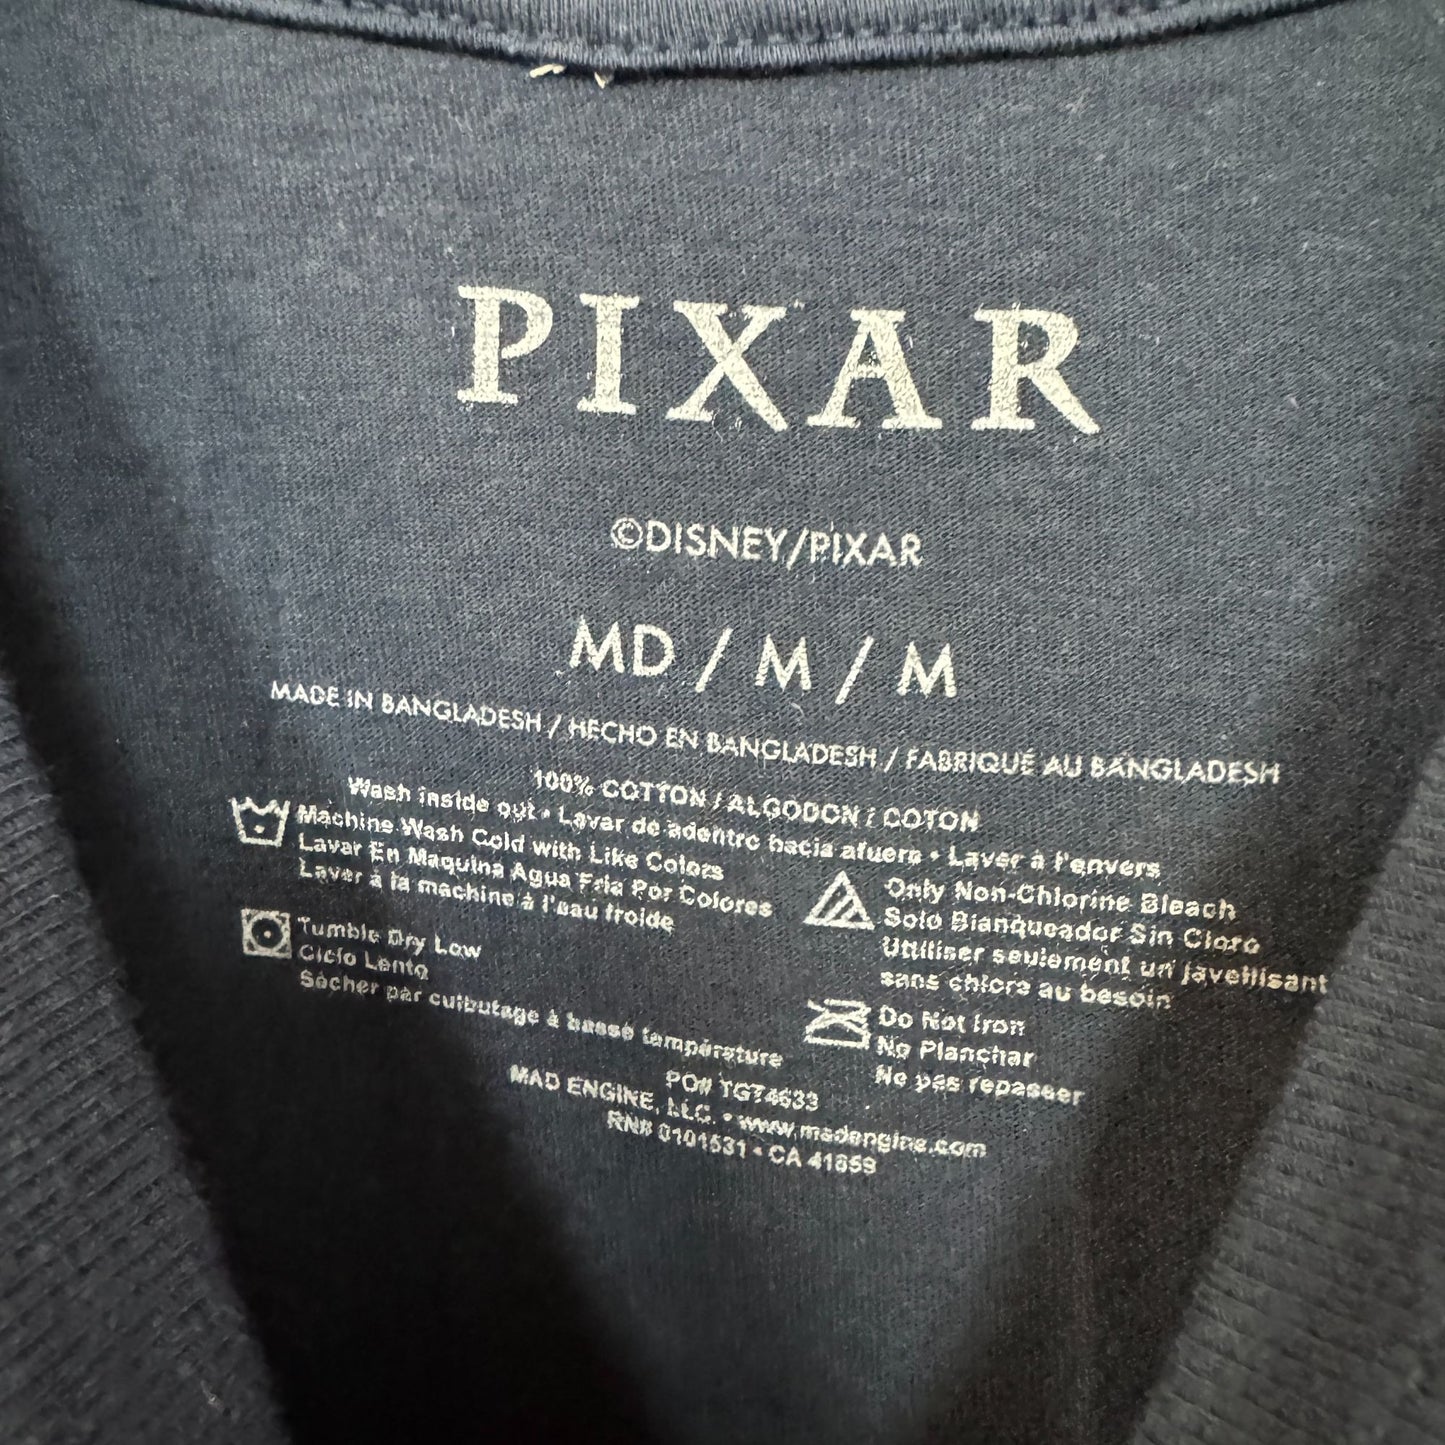 PIXAR
©DISNEY/PIXAR
MD / M / M
MADE IN BANGLADESH / HECHO EN BANGLADESH / FABRIQUÉ AU BANGLADESH
100% COTTON / ALGODON / COTON
Wash inside out • Lavar de adentro hacia afuera • Laver à l'envers
Machine Wash Cold with Like Colors
Lavar En Maquina Agua Fria Por Colores
Laver à la machine à l'eau froide
Only Non-Chlorine Bleach
Solo Blanqueador Sin Cloro
Utiliser seulement un javellisant
sans chlore au besoin
Tumble Dry Low
Ciclo Lento
Sécher par culbutage à basse température
Do Not Iron
No Planchar
Ne pas repasser
PO# TG74633
MAD ENGINE, LLC. • www.madengine.com
RN# 0101531 • CA 41659